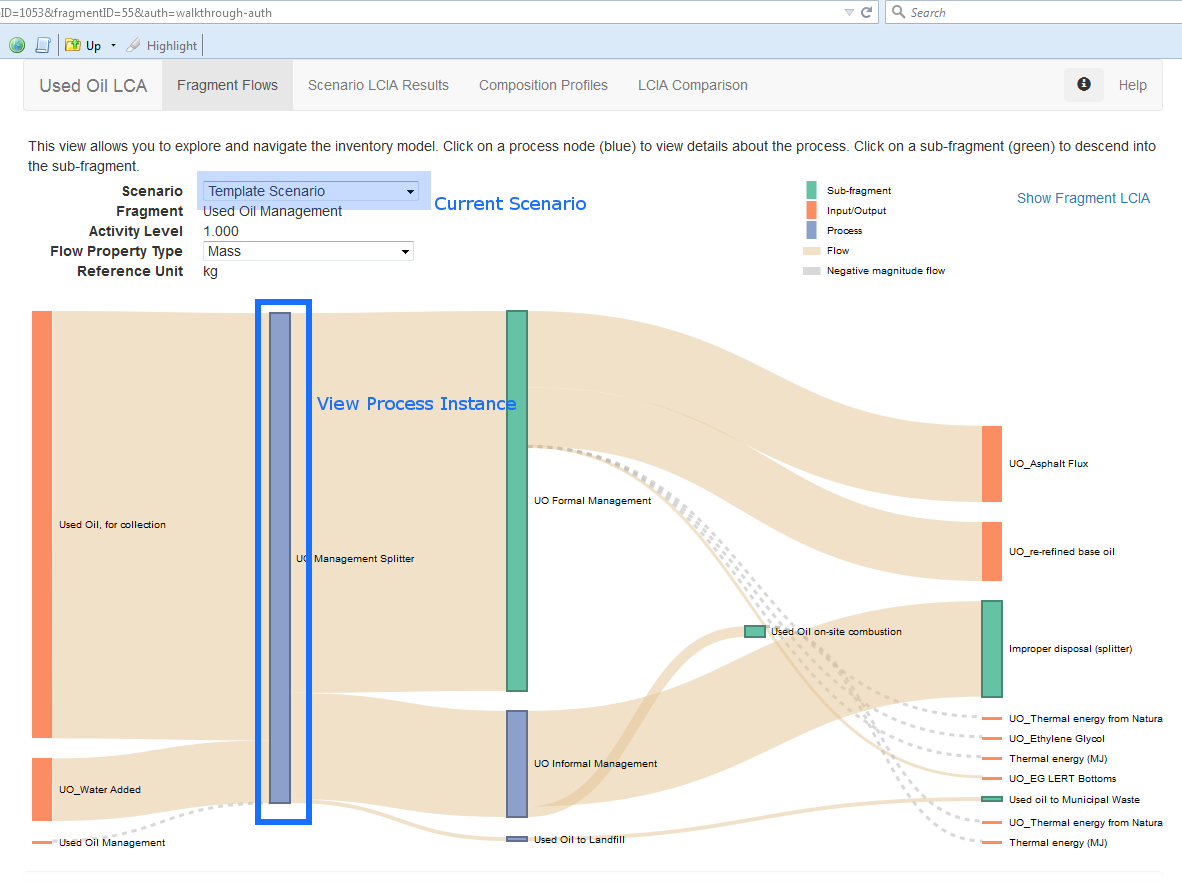 ID=1053&fragmentID=55&auth=walkthrough-auth
Search
Up
Highlight
Used Oil LCA
Fragment Flows
Scenario LCIA Results
Composition Profiles
LCIA Comparison
Help
This view allows you to explore and navigate the inventory model. Click on a process node (blue) to view details about the process. Click on a sub-fragment (green) to descend into
the sub-fragment.
Scenario Template Scenario
Current Scenario
Fragment Used Oil Management
Activity Level 1.000
Flow Property Type Mass
Reference Unit kg
Sub-fragment
Input/Output
Process
Flow
Negative magnitude flow
Show Fragment LCIA
View Process Instance
UO_Asphalt Flux
UO Formal Management
Used Oil, for collection
UO_re-refined base oil
UO Management Splitter
Used Oil on-site combustion
Improper disposal (splitter)
UO_Thermal energy from Natura
UO_Ethylene Glycol
Thermal energy (MJ)
UO Informal Management
UO_EG LERT Bottoms
UO_Water Added
Used oil to Municipal Waste
UO_Thermal energy from Natura
Used Oil to Landfill
Used Oil Management
Thermal energy (MJ)